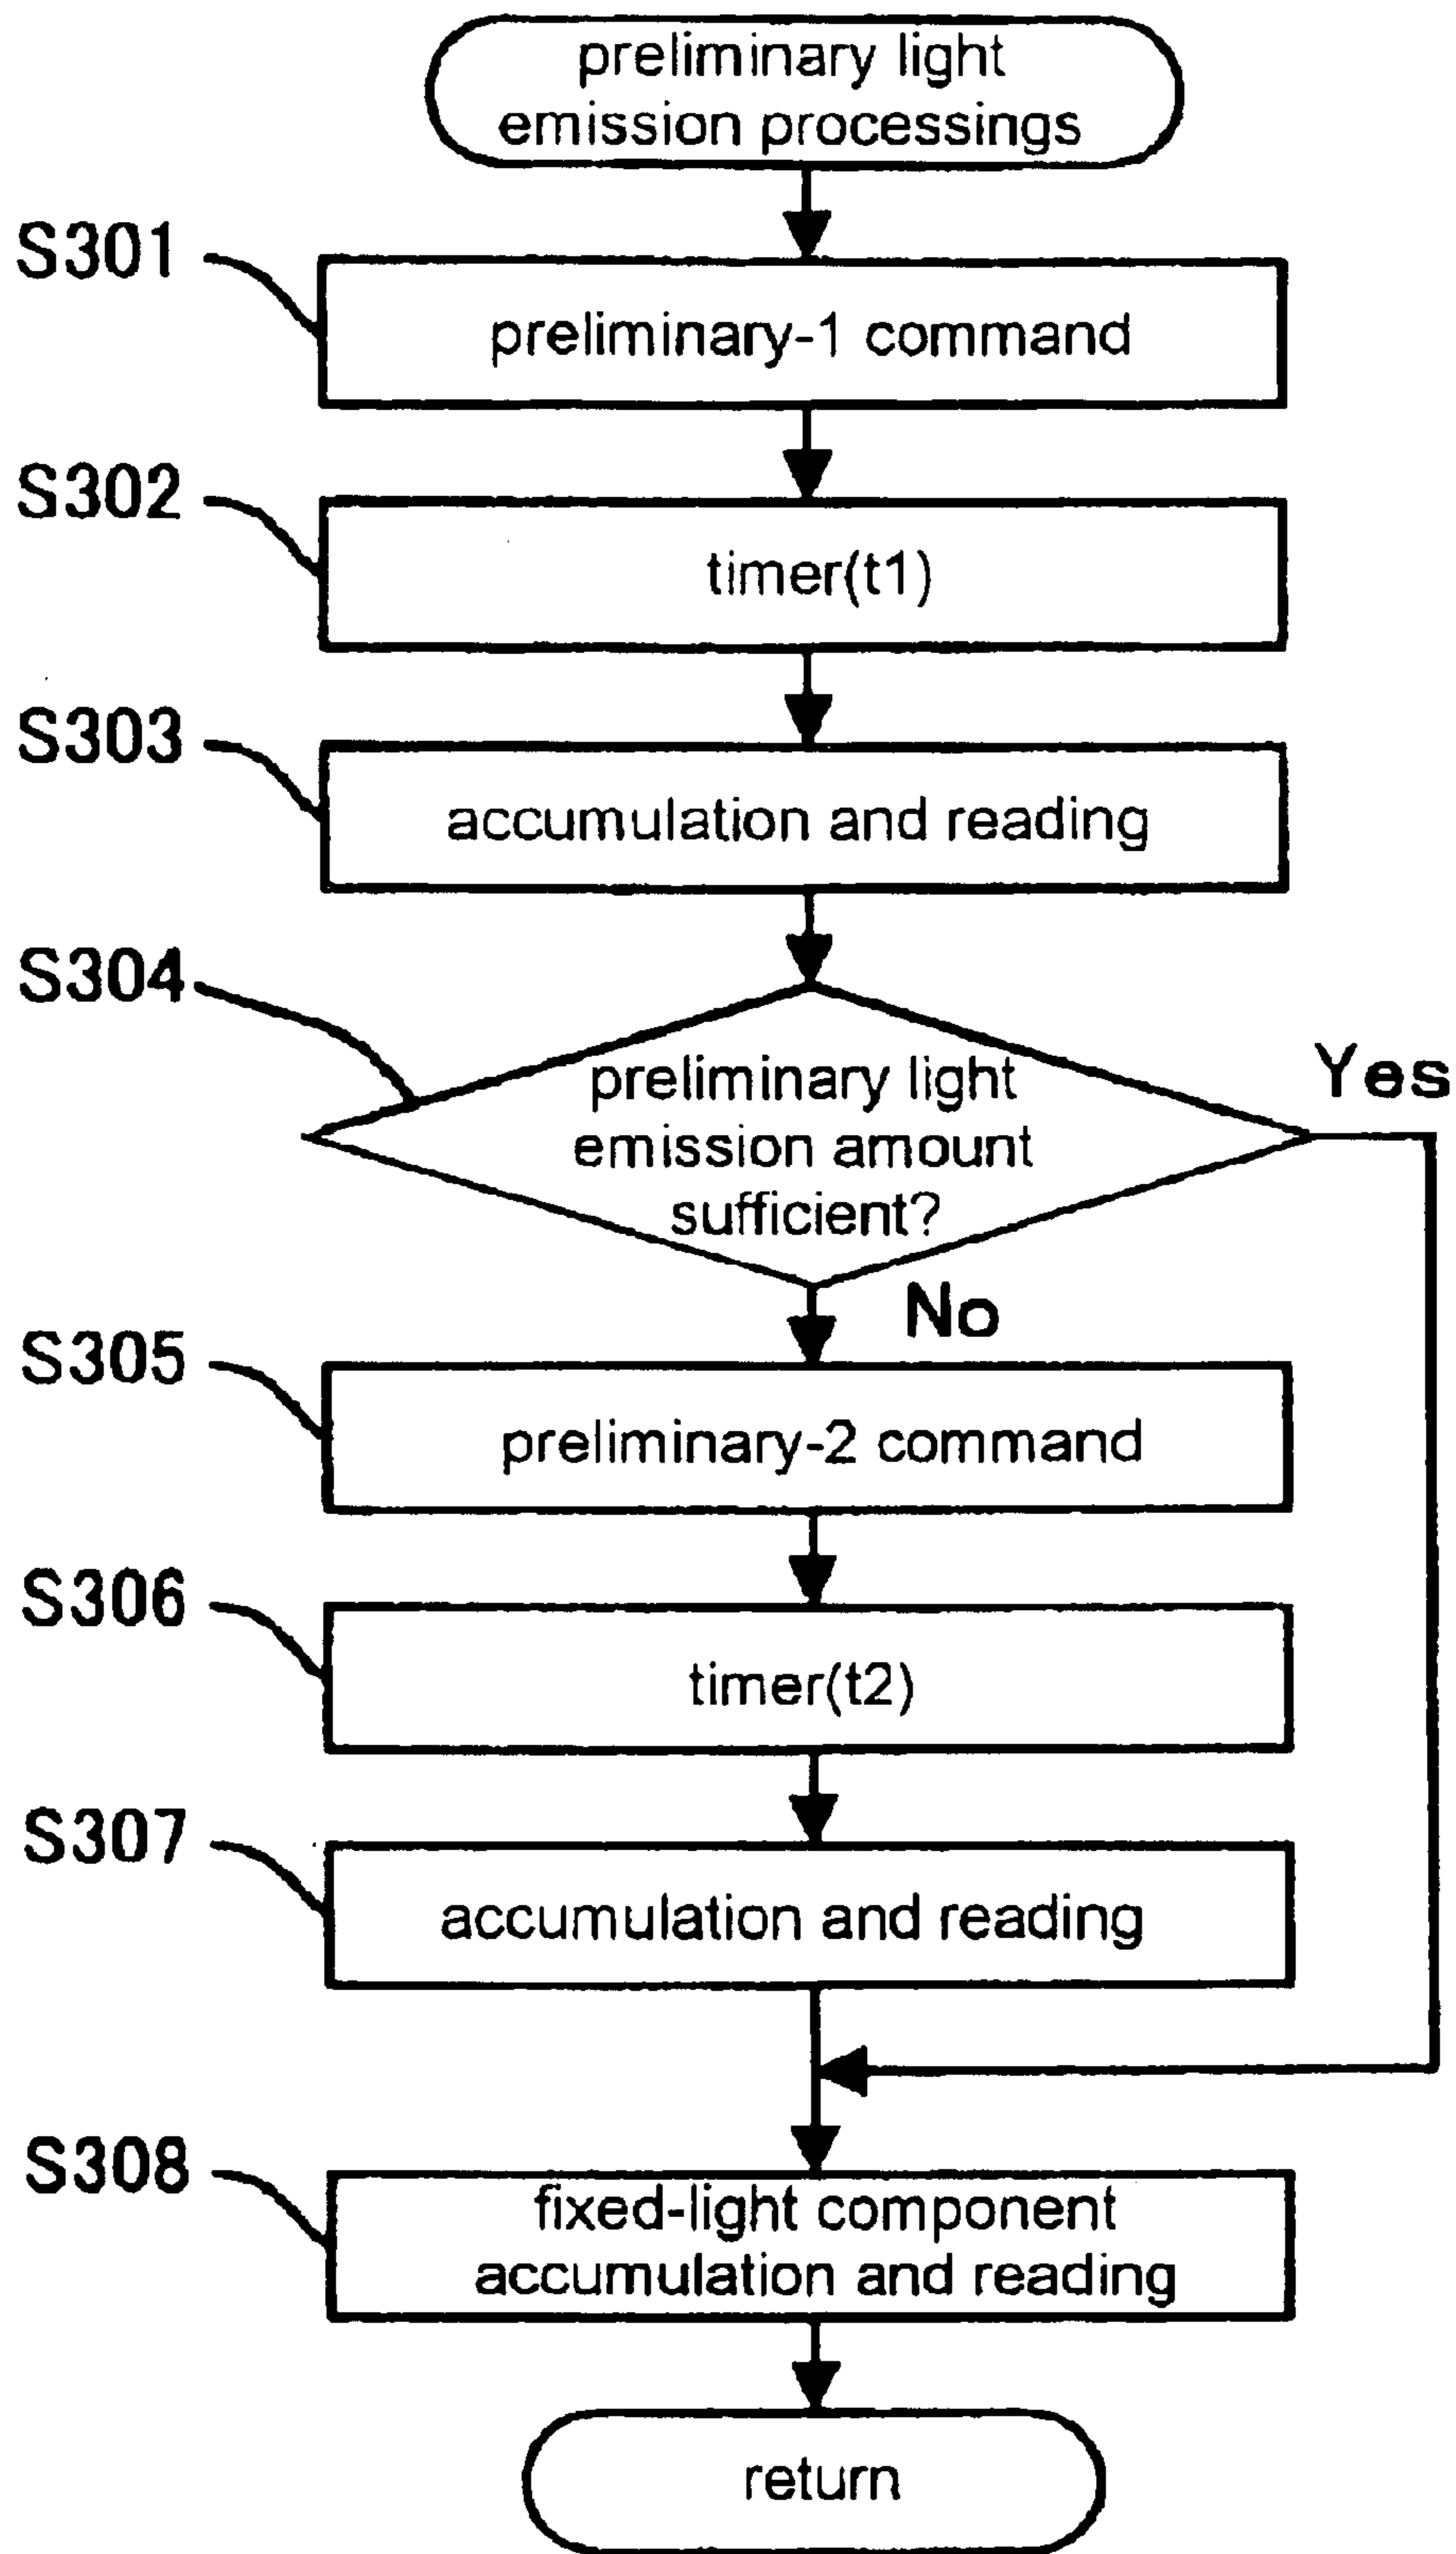 preliminary light
emission processings
S301
preliminary-1 command
S302
timer(t1)
S303
accumulation and reading
S304
preliminary light
emission amount
sufficient?
Yes
No
S305
preliminary-2 command
S306
timer(t2)
S307
accumulation and reading
S308
fixed-light component
accumulation and reading
return